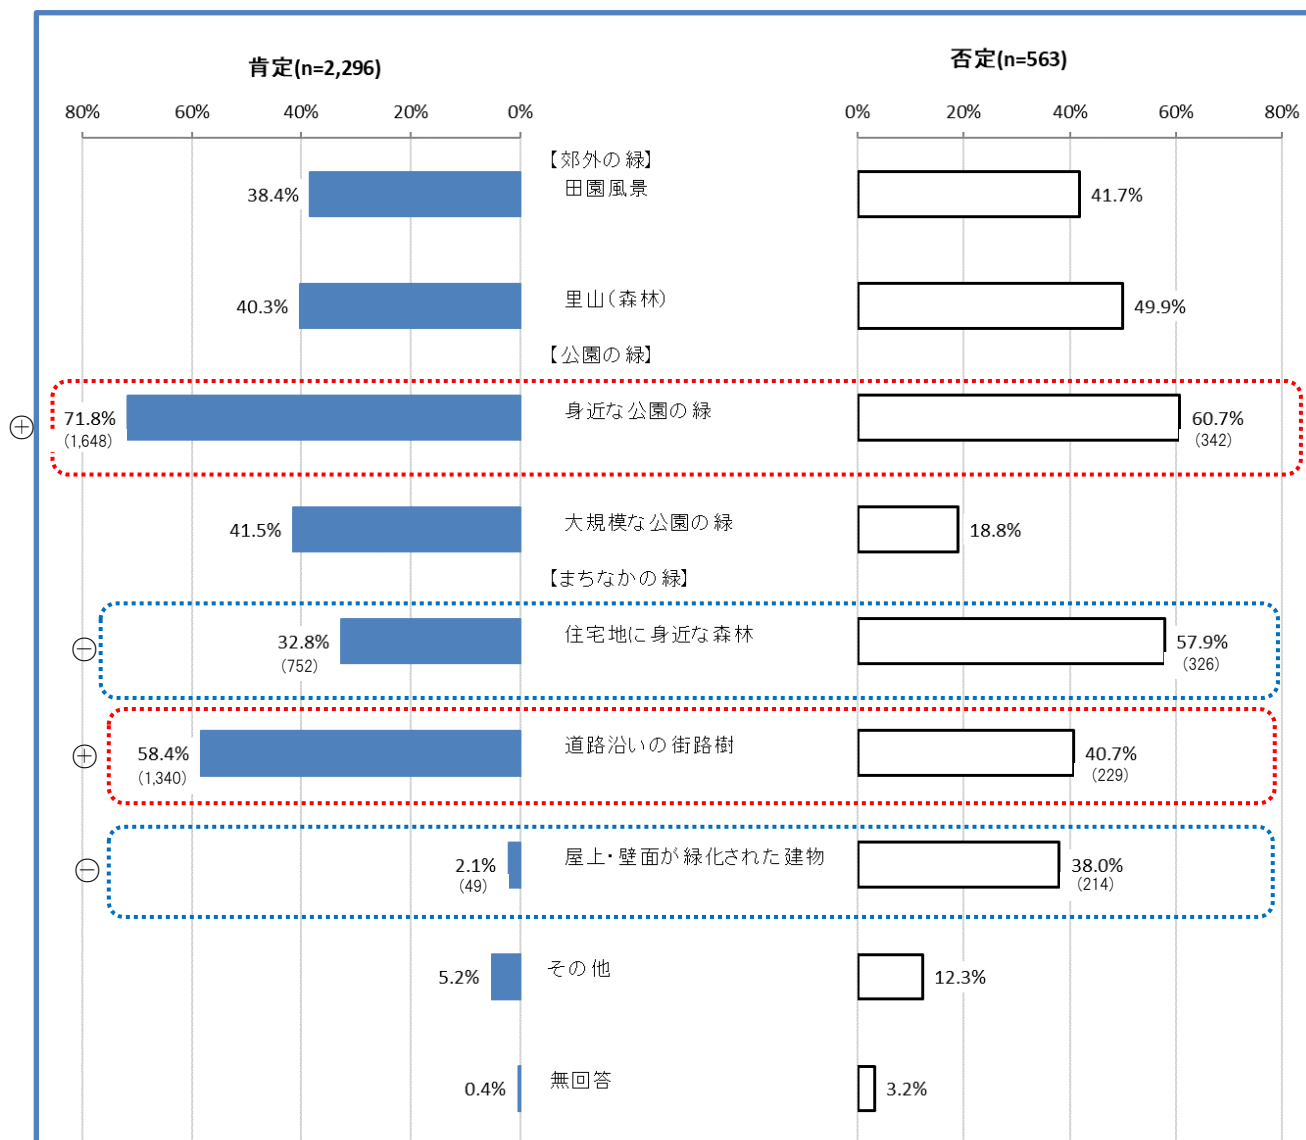 肯定(n=2,296)
否定(n=563)
80% 60% 40% 20% 0%
0% 20% 40% 60% 80%
【郊外の緑】
田園風景
38.4%
41.7%
里山(森林)
40.3%
49.9%
【公園の緑】
身近な公園の緑
⊕
71.8%
(1,648)
60.7%
(342)
大規模な公園の緑
41.5%
18.8%
【まちなかの緑】
住宅地に身近な森林
⊖
32.8%
(752)
57.9%
(326)
道路沿いの街路樹
⊕
58.4%
(1,340)
40.7%
(229)
屋上・壁面が緑化された建物
⊖
2.1%
(49)
38.0%
(214)
その他
5.2%
12.3%
無回答
0.4%
3.2%